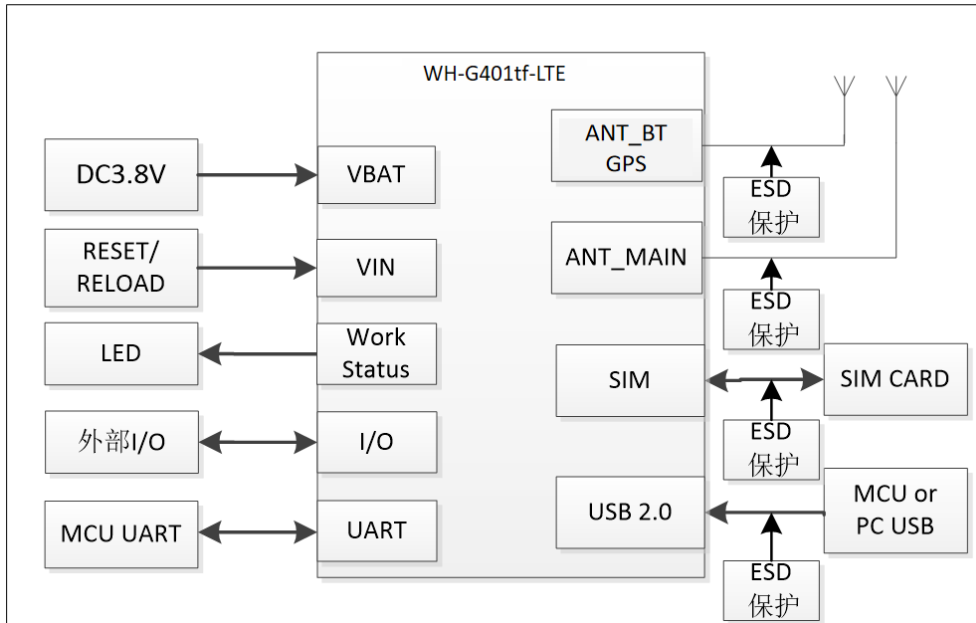 WH-G401tf-LTE
DC3.8V
VBAT
RESET/
RELOAD
VIN
LED
Work
Status
外部I/O
I/O
MCU UART
UART
ANT_BT
GPS
ESD
保护
ANT_MAIN
ESD
保护
SIM
SIM CARD
ESD
保护
USB 2.0
MCU or
PC USB
ESD
保护